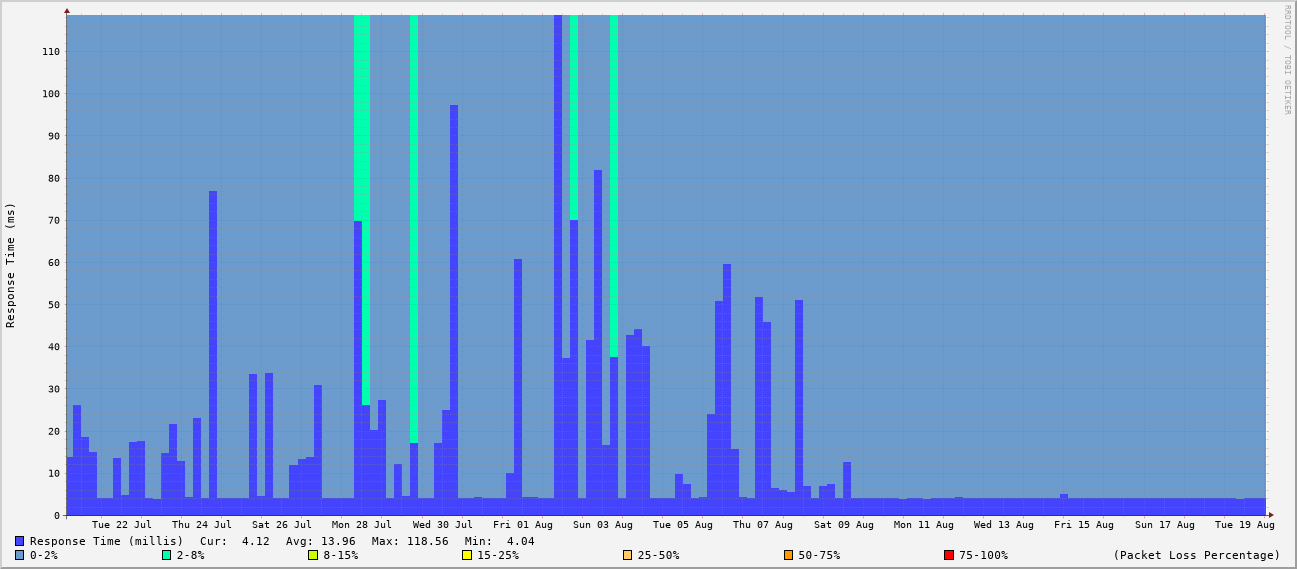 RRDTOOL / TOBI OETIKER
Response Time (ms)
110
100
90
80
70
60
50
40
30
20
10
0
Tue 22 Jul Thu 24 Jul Sat 26 Jul Mon 28 Jul Wed 30 Jul Fri 01 Aug Sun 03 Aug Tue 05 Aug Thu 07 Aug Sat 09 Aug Mon 11 Aug Wed 13 Aug Fri 15 Aug Sun 17 Aug Tue 19 Aug
Response Time (millis) Cur: 4.12 Avg: 13.96 Max: 118.56 Min: 4.04
0-2% 2-8% 8-15% 15-25% 25-50% 50-75% 75-100% (Packet Loss Percentage)